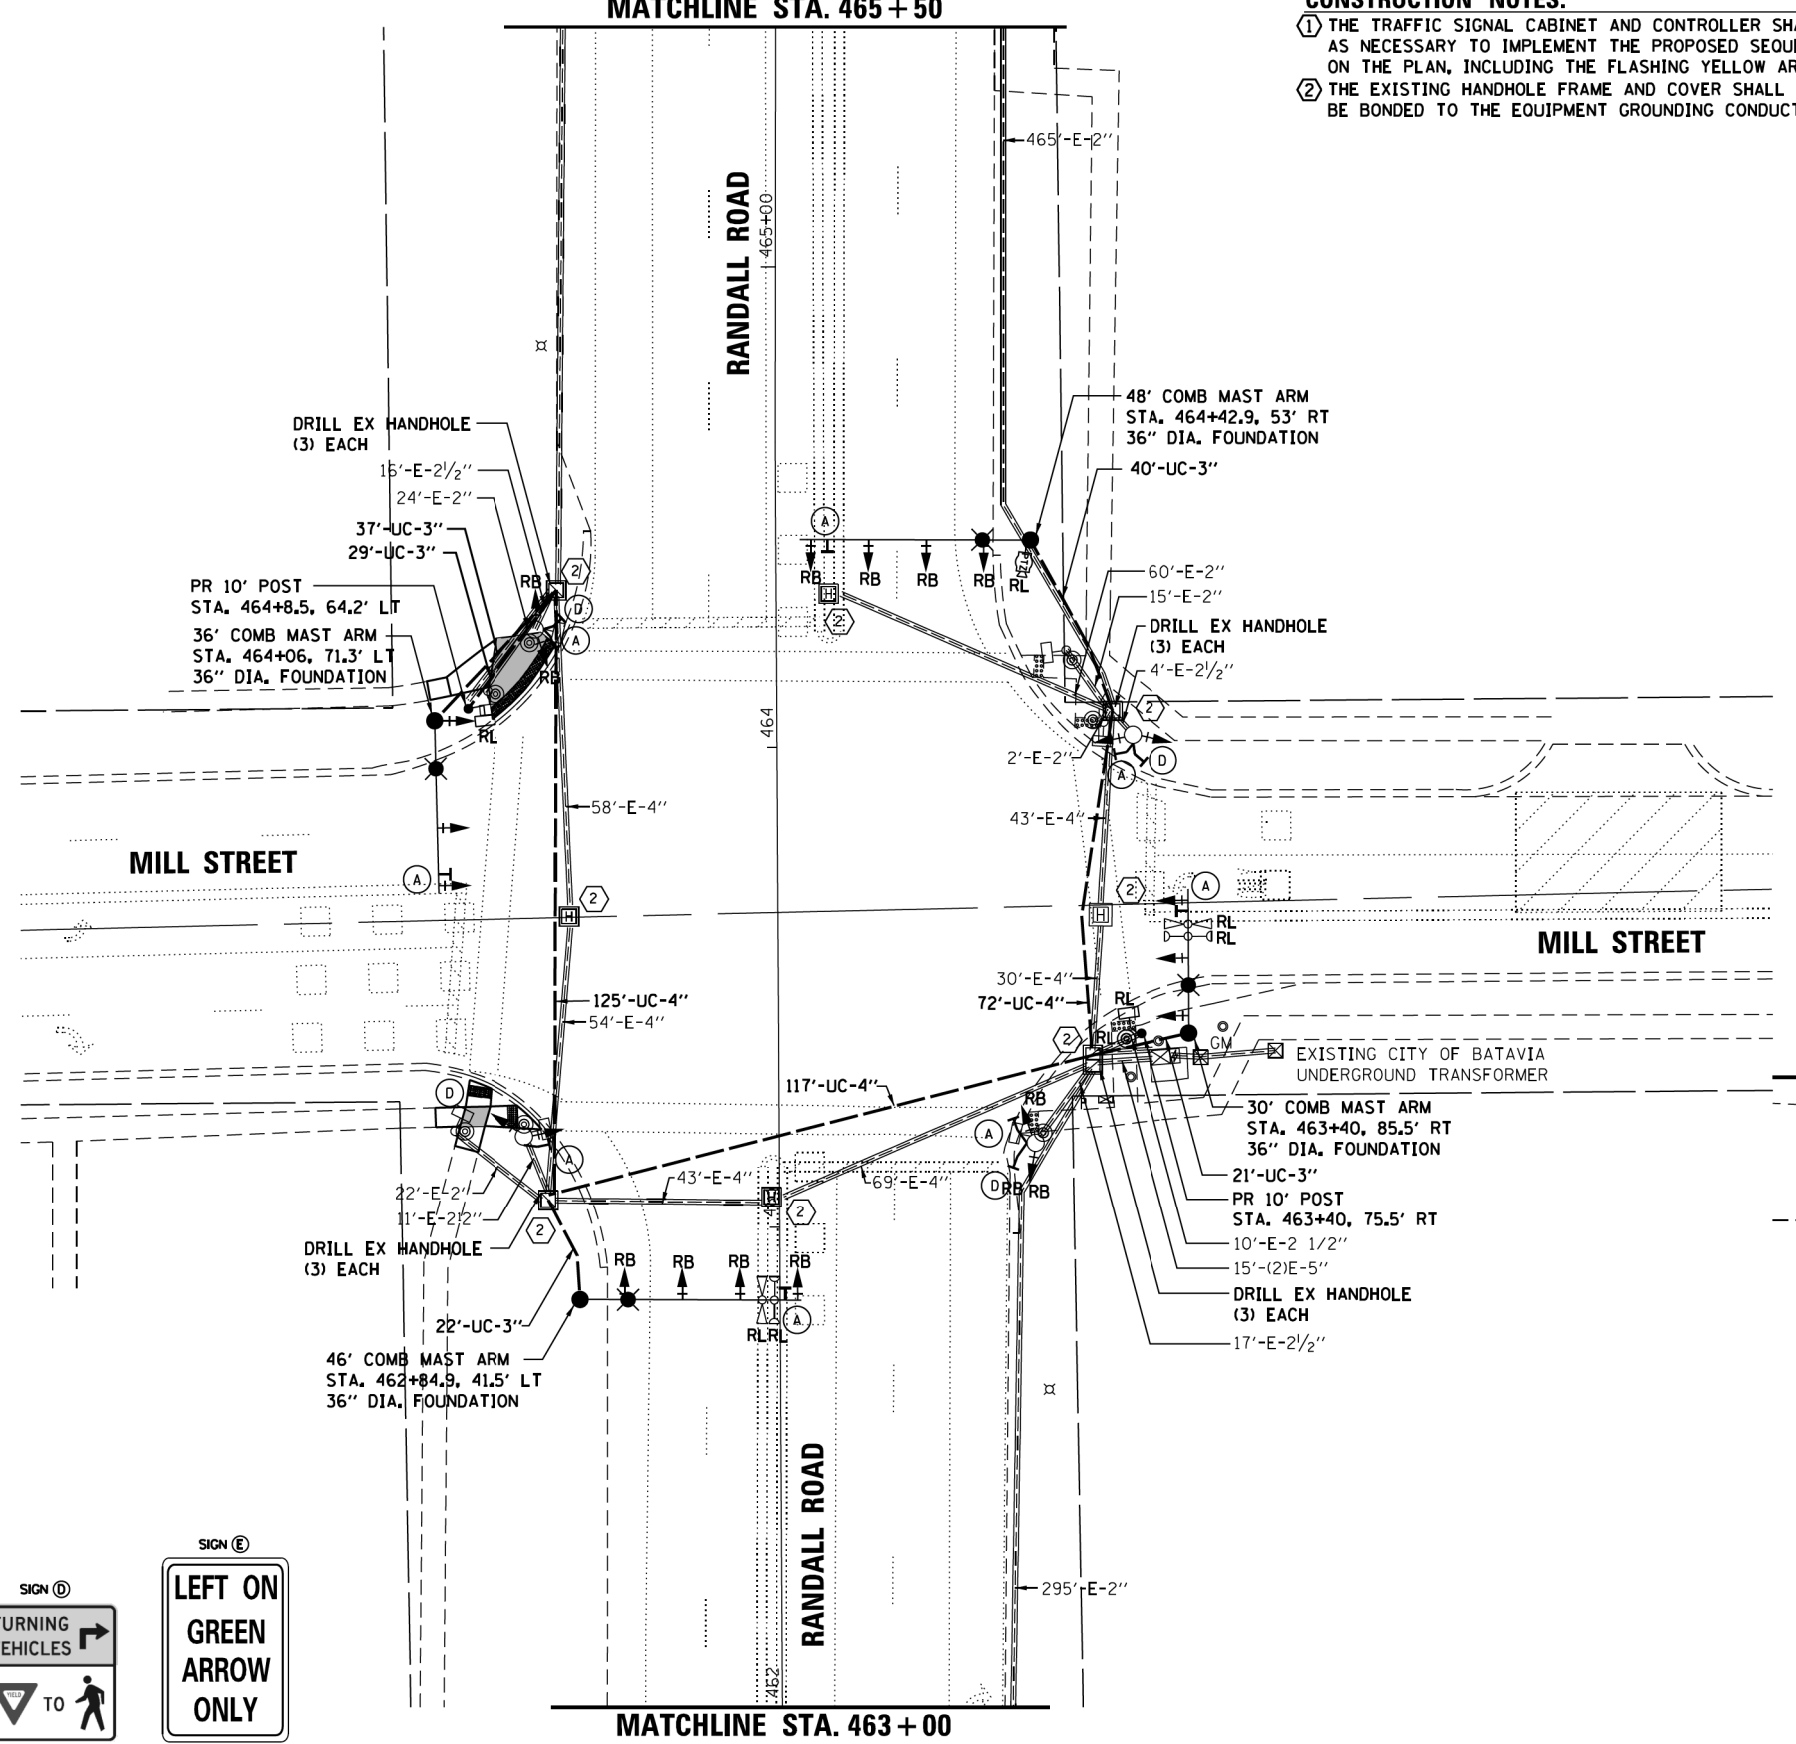 MATCHLINE STA. 465+50
CONSTRUCTION NOTES:
1 THE TRAFFIC SIGNAL CABINET AND CONTROLLER
AS NECESSARY TO IMPLEMENT THE PROPOSED
ON THE PLAN, INCLUDING THE FLASHING YELLOW
2 THE EXISTING HANDHOLE FRAME AND COVER SHALL
BE BONDED TO THE EQUIPMENT GROUNDING
465'-E-2"
RANDALL ROAD
465+00
DRILL EX HANDHOLE
(3) EACH
16'-E-2½"
24'-E-2"
37'-UC-3"
29'-UC-3"
PR 10' POST
STA. 464+8.5, 64.2' LT
36' COMB MAST ARM
STA. 464+06, 71.3' LT
36" DIA. FOUNDATION
RB
2
D
A
RB
RL
48' COMB MAST ARM
STA. 464+42.9, 53' RT
36" DIA. FOUNDATION
40'-UC-3"
A
RB
RB
RB
RB
RL
PTZ
H
2
60'-E-2"
15'-E-2"
DRILL EX HANDHOLE
(3) EACH
4'-E-2½"
2
2'-E-2"
A
D
464
58'-E-4"
43'-E-4"
MILL STREET
A
2
H
2
H
A
RL
RL
MILL STREET
30'-E-4"
72'-UC-4"
125'-UC-4"
54'-E-4"
RL
RL
2
GM
EXISTING CITY OF BATAVIA
UNDERGROUND TRANSFORMER
D
117'-UC-4"
RB
A
A
30' COMB MAST ARM
STA. 463+40, 85.5' RT
36" DIA. FOUNDATION
21'-UC-3"
PR 10' POST
STA. 463+40, 75.5' RT
10'-E-2 1/2"
15'-(2)E-5"
DRILL EX HANDHOLE
(3) EACH
17'-E-2½"
22'-E-2"
11'-E-212"
43'-E-4"
69'-E-4"
D
RB
RB
H
2
2
DRILL EX HANDHOLE
(3) EACH
RB
RB
RB
RB
22'-UC-3"
RL
RL
A
46' COMB MAST ARM
STA. 462+84.9, 41.5' LT
36" DIA. FOUNDATION
RANDALL ROAD
295'-E-2"
462
SIGN E
LEFT ON
GREEN
ARROW
ONLY
SIGN D
TURNING
VEHICLES
YIELD
TO
MATCHLINE STA. 463+00